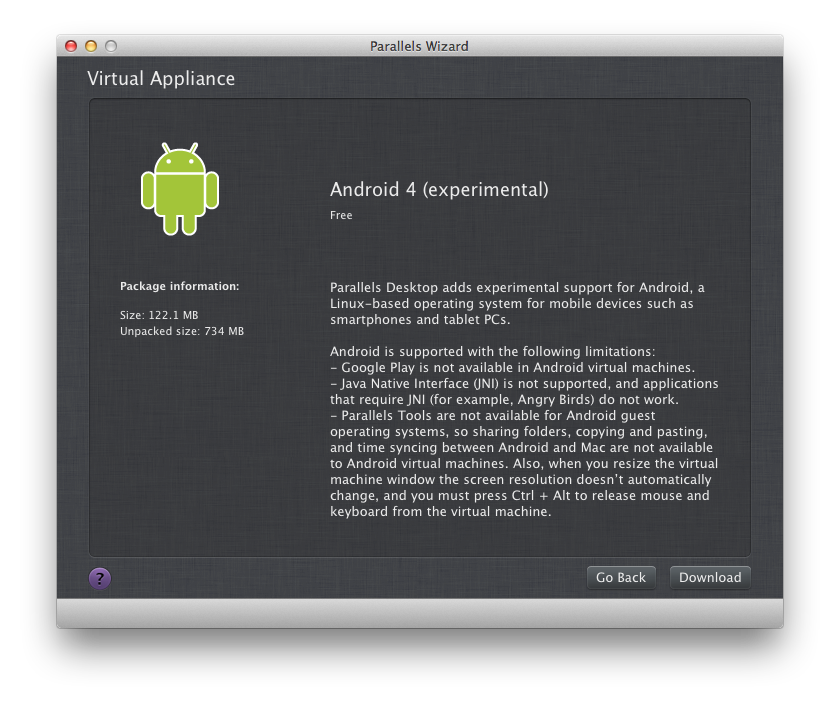 Parallels Wizard
Virtual Appliance
Android 4 (experimental)
Free
Package information:
Size: 122.1 MB
Unpacked size: 734 MB
Parallels Desktop adds experimental support for Android, a
Linux-based operating system for mobile devices such as
smartphones and tablet PCs.
Android is supported with the following limitations:
- Google Play is not available in Android virtual machines.
- Java Native Interface (JNI) is not supported, and applications
that require JNI (for example, Angry Birds) do not work.
- Parallels Tools are not available for Android guest
operating systems, so sharing folders, copying and pasting,
and time syncing between Android and Mac are not available
to Android virtual machines. Also, when you resize the virtual
machine window the screen resolution doesn't automatically
change, and you must press Ctrl + Alt to release mouse and
keyboard from the virtual machine.
?
Go Back
Download